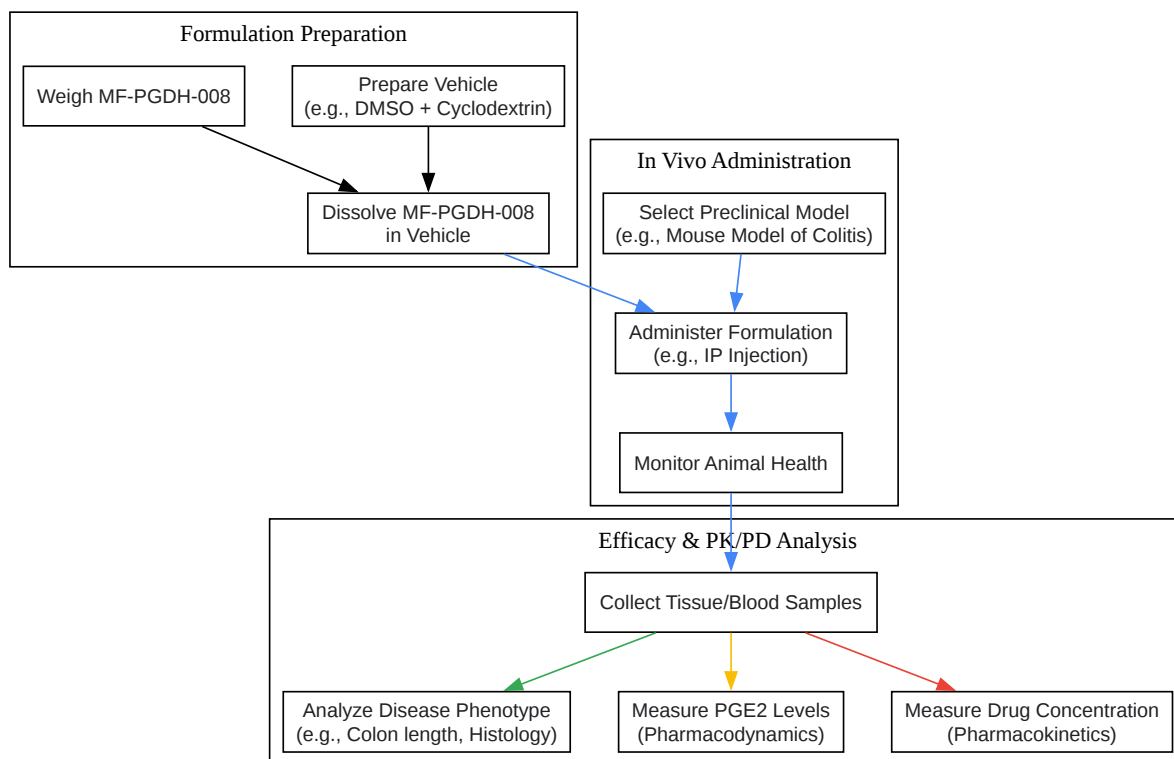 Formulation Preparation
Weigh MF-PGDH-008
Prepare Vehicle
(e.g., DMSO + Cyclodextrin)
Dissolve MF-PGDH-008
in Vehicle
In Vivo Administration
Select Preclinical Model
(e.g., Mouse Model of Colitis)
Administer Formulation
(e.g., IP Injection)
Monitor Animal Health
Efficacy & PK/PD Analysis
Collect Tissue/Blood Samples
Analyze Disease Phenotype
(e.g., Colon length, Histology)
Measure PGE2 Levels
(Pharmacodynamics)
Measure Drug Concentration
(Pharmacokinetics)